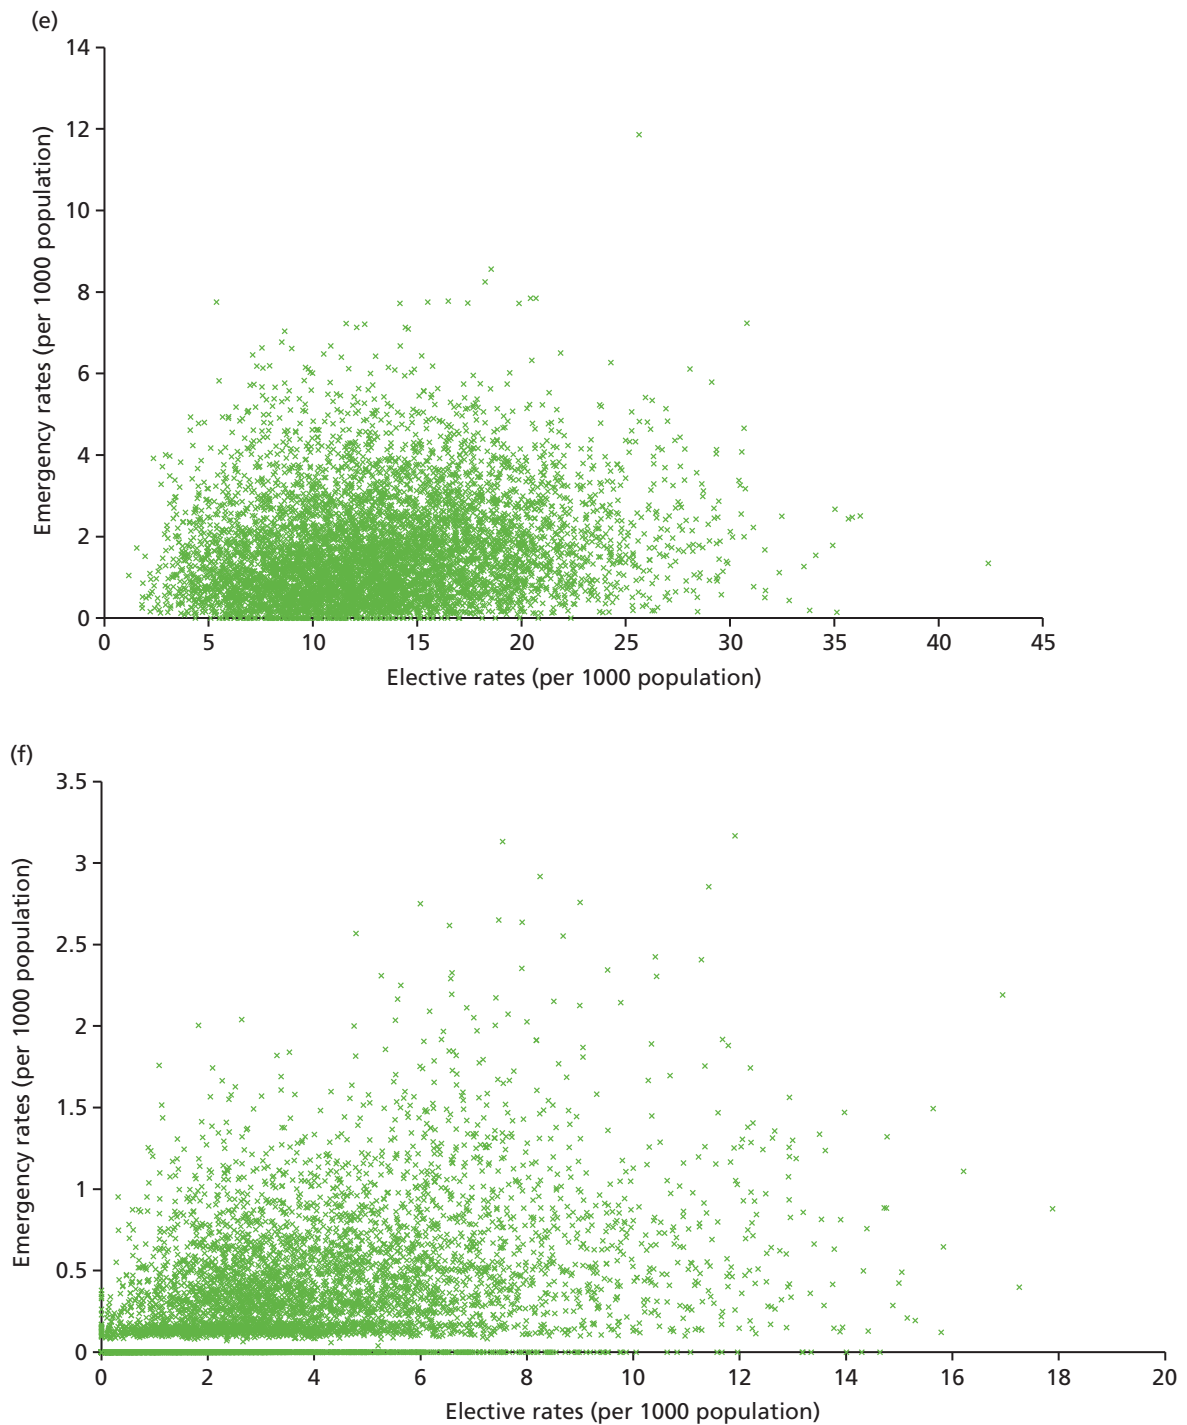 (e)
14
12
10
8
6
4
2
0
Emergency rates (per 1000 population)
0 5 10 15 20 25 30 35 40 45
Elective rates (per 1000 population)
(f)
3.5
3
2.5
2
1.5
1
0.5
0
Emergency rates (per 1000 population)
0 2 4 6 8 10 12 14 16 18 20
Elective rates (per 1000 population)